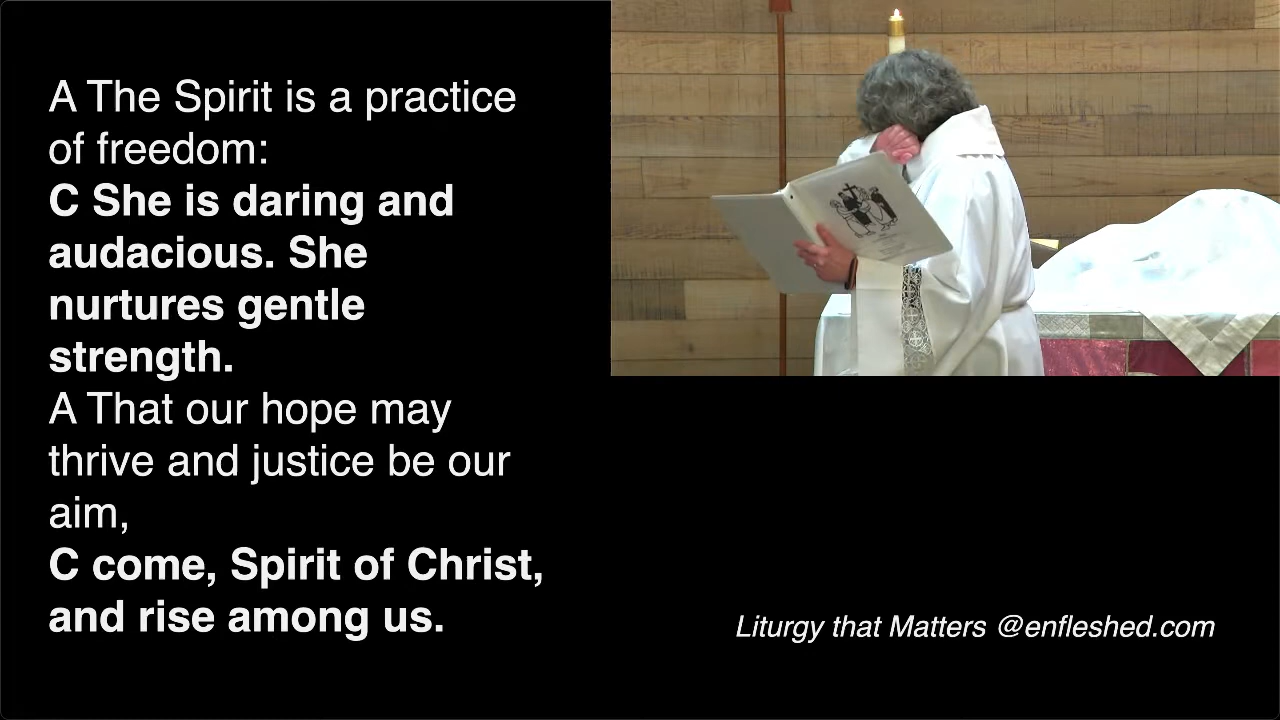 A The Spirit is a practice
of freedom:
C She is daring and
audacious. She
nurtures gentle
strength.
A That our hope may
thrive and justice be our
aim,
C come, Spirit of Christ,
and rise among us.
Liturgy that Matters @enfleshed.com